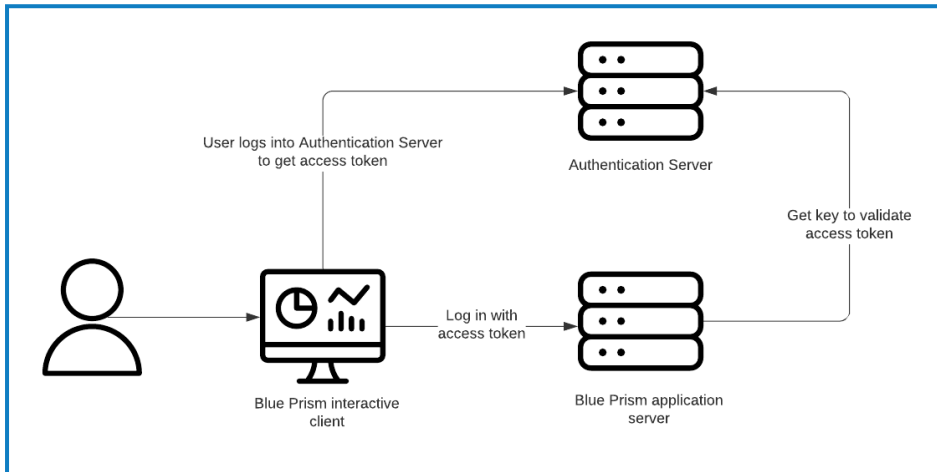 User logs into Authentication Server
to get access token
Authentication Server
Get key to validate
access token
Log in with
access token
Blue Prism interactive
client
Blue Prism application
server